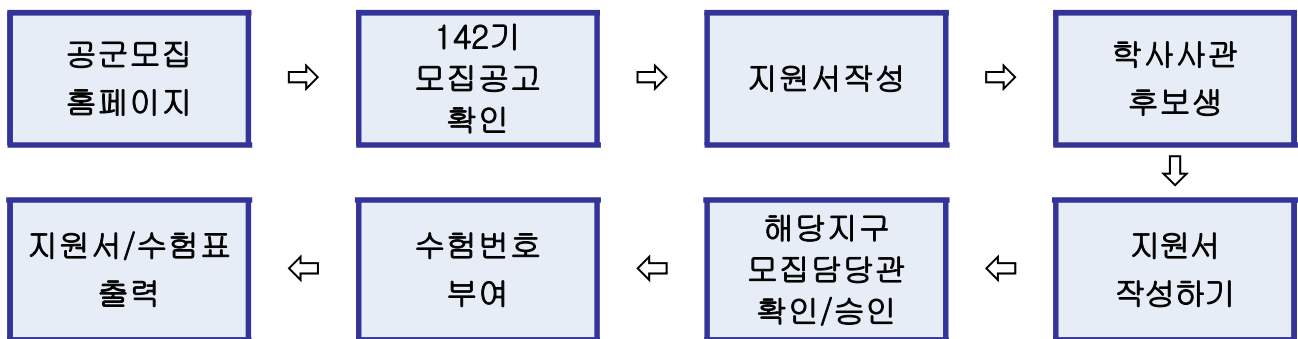 공군모집
홈페이지
142기
모집공고
확인
지원서작성
학사사관
후보생
지원서
작성하기
해당지구
모집담당관
확인/승인
수험번호
부여
지원서/수험표
출력